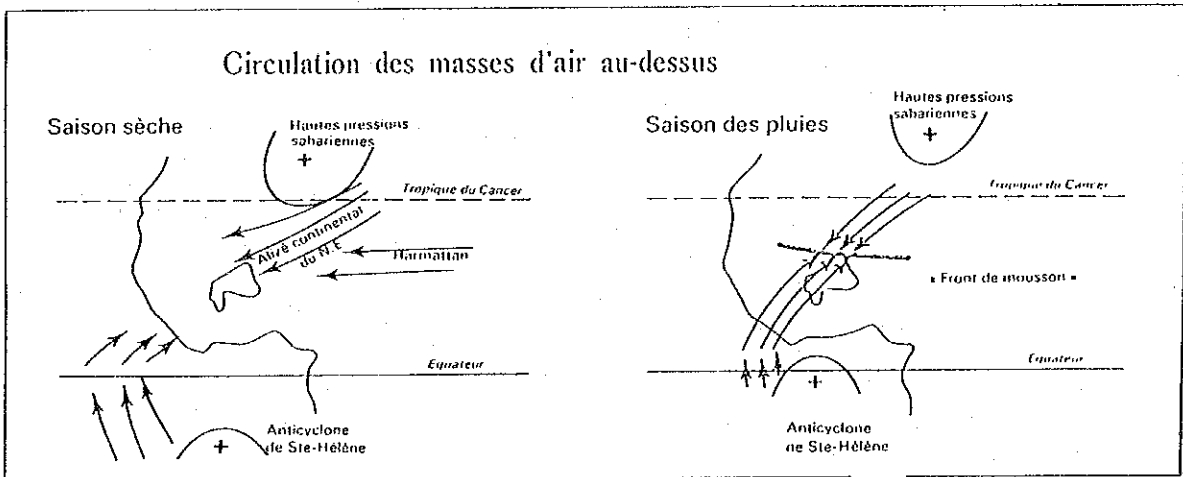 Circulation des masses d'air au-dessus
Saison sèche
Hautes pressions
sahariennes
+
Tropique du Cancer
Alizé continental
du N.E
Harmattan
Equateur
+
Anticyclone
de Ste-Hélène
Saison des pluies
Hautes pressions
sahariennes
+
Tropique du Cancer
« Front de mousson »
Equateur
+
Anticyclone
de Ste-Hélène